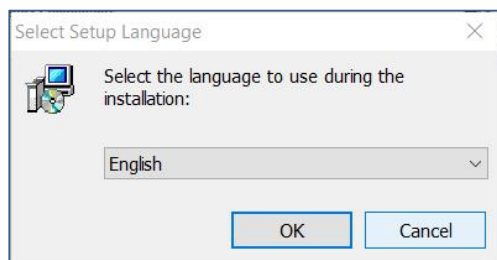 Select Setup Language
Select the language to use during the
installation:
English
OK
Cancel